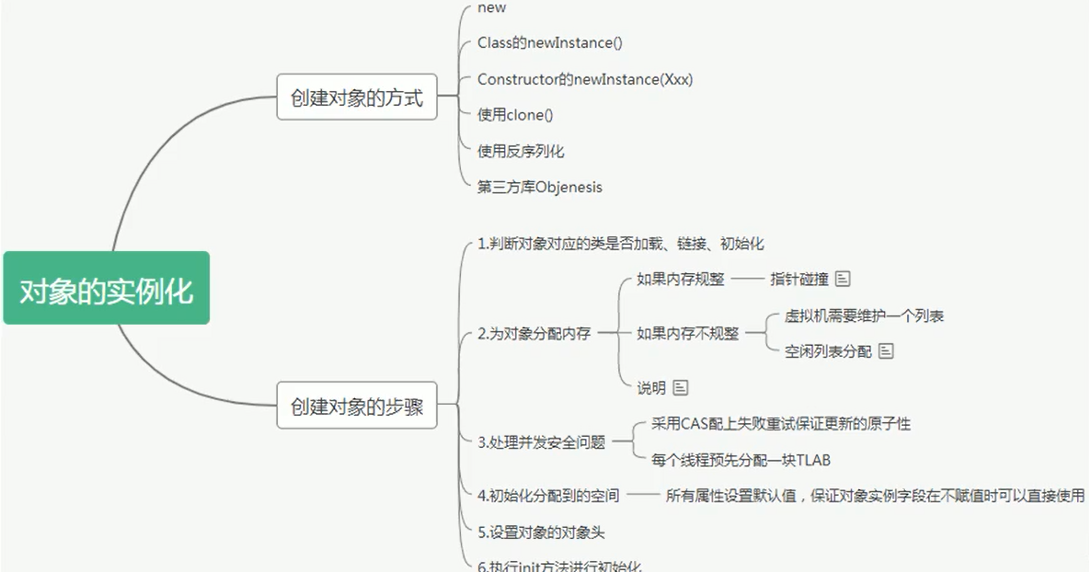 对象的实例化
创建对象的方式
new
Class的newInstance()
Constructor的newInstance(Xxx)
使用clone()
使用反序列化
第三方库Objenesis
创建对象的步骤
1.判断对象对应的类是否加载、链接、初始化
2.为对象分配内存
如果内存规整
指针碰撞
如果内存不规整
虚拟机需要维护一个列表
空闲列表分配
说明
3.处理并发安全问题
采用CAS配上失败重试保证更新的原子性
每个线程预先分配一块TLAB
4.初始化分配到的空间
所有属性设置默认值，保证对象实例字段在不赋值时可以直接使用
5.设置对象的对象头
6.执行init方法进行初始化